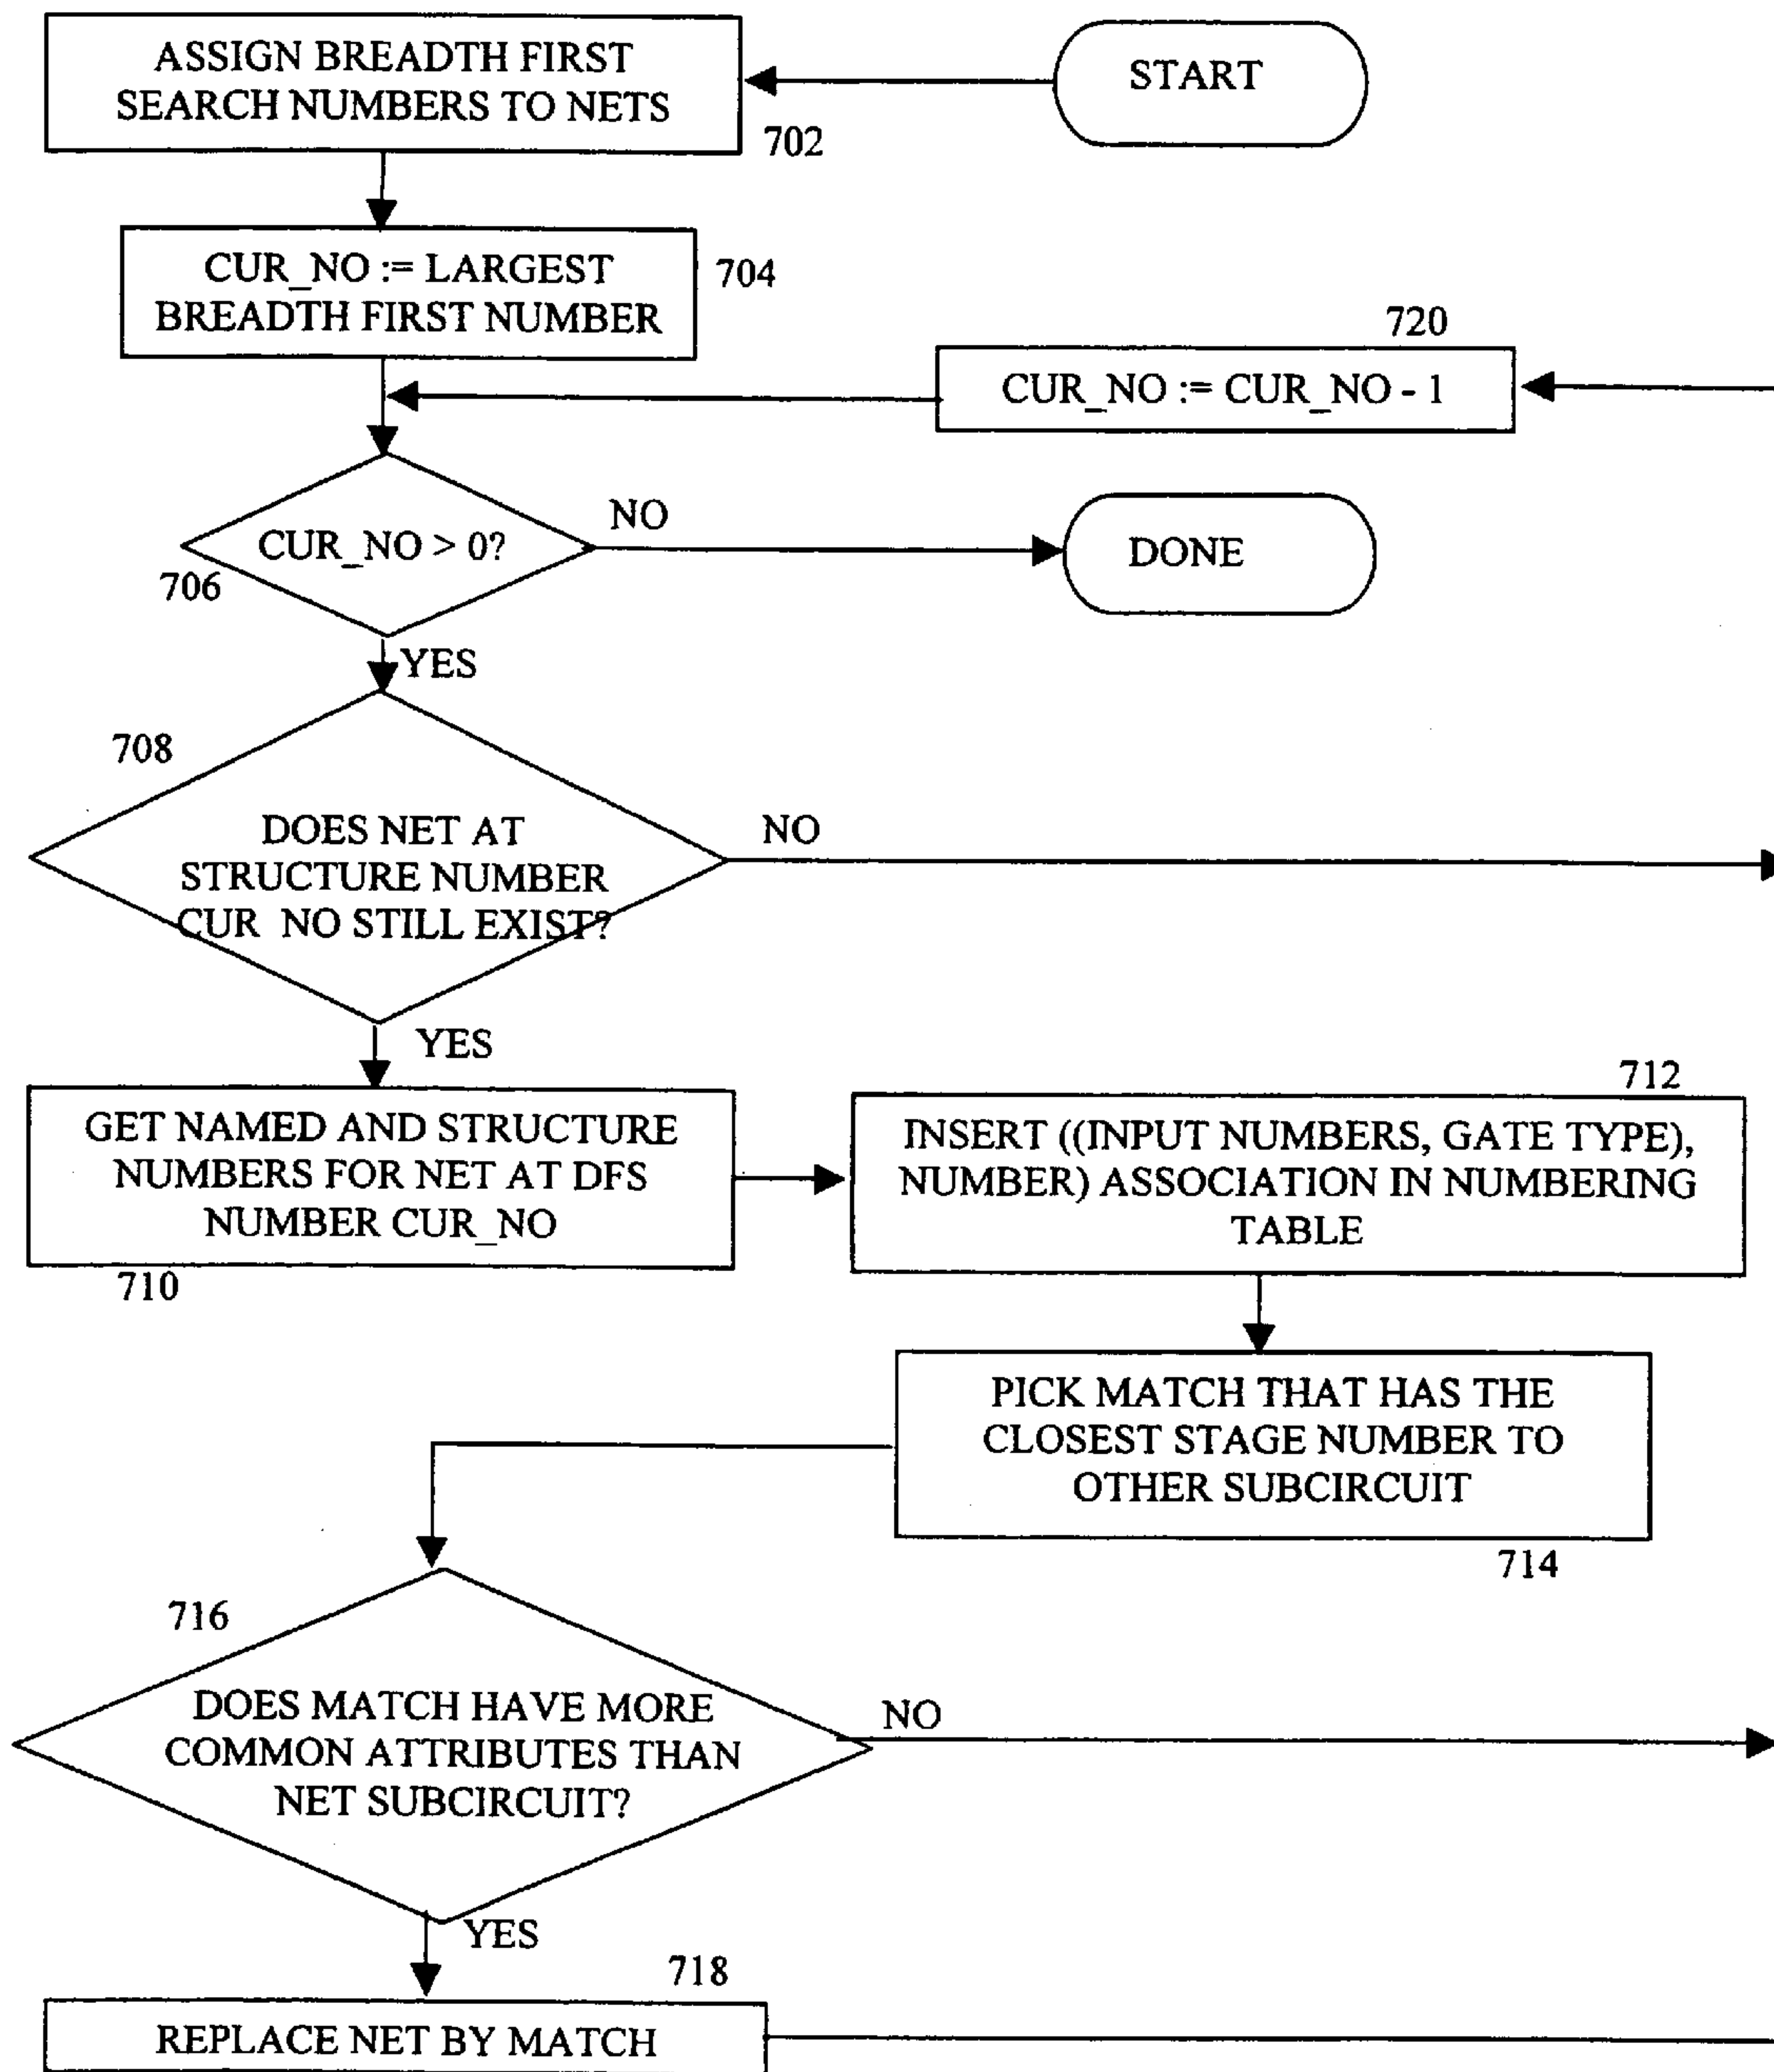 ASSIGN BREADTH FIRST
SEARCH NUMBERS TO NETS
702
START
CUR_NO := LARGEST
BREADTH FIRST NUMBER
704
720
CUR_NO := CUR_NO - 1
CUR_NO > 0?
706
NO
DONE
YES
708
DOES NET AT
STRUCTURE NUMBER
CUR NO STILL EXIST?
NO
YES
GET NAMED AND STRUCTURE
NUMBERS FOR NET AT DFS
NUMBER CUR_NO
710
712
INSERT ((INPUT NUMBERS, GATE TYPE),
NUMBER) ASSOCIATION IN NUMBERING
TABLE
PICK MATCH THAT HAS THE
CLOSEST STAGE NUMBER TO
OTHER SUBCIRCUIT
714
716
DOES MATCH HAVE MORE
COMMON ATTRIBUTES THAN
NET SUBCIRCUIT?
NO
YES
718
REPLACE NET BY MATCH